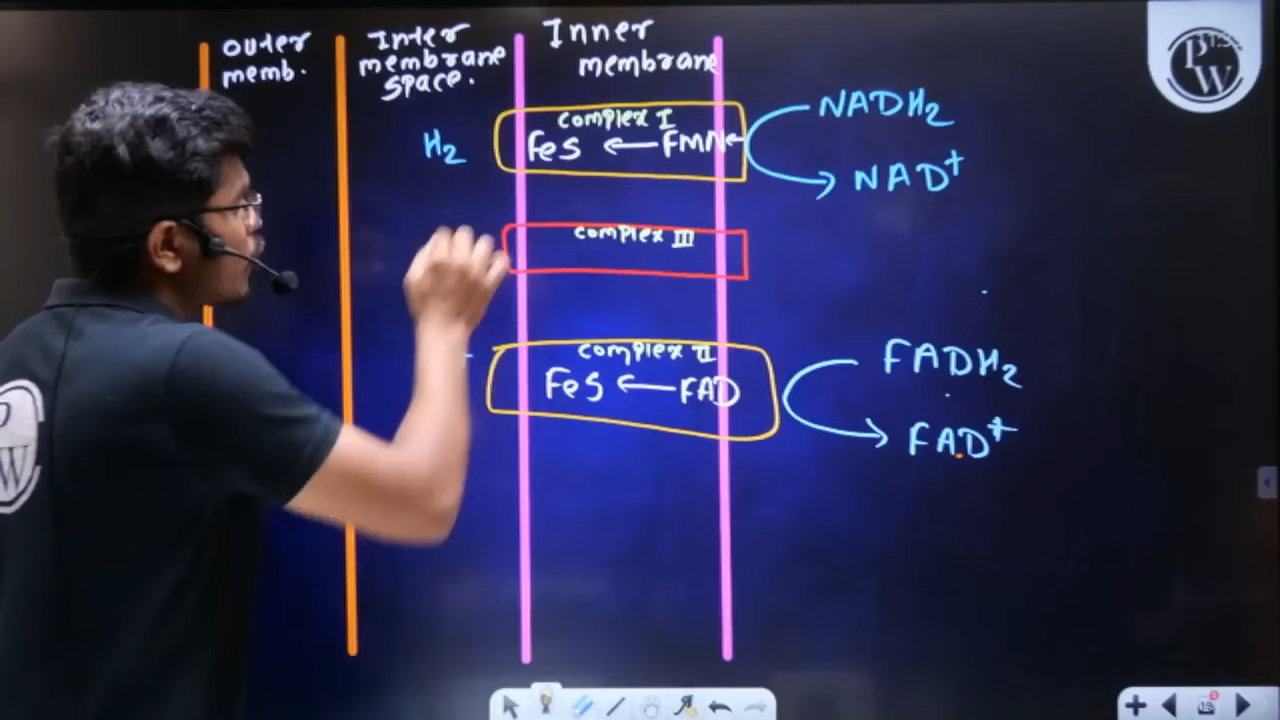 Outer
memb.
Inter
membrane
space.
Inner
membrane
complex I
FeS ← FMN ←
H2
NADH2
NAD+
complex III
complex II
FeS ← FAD
FADH2
FAD+
PW
W